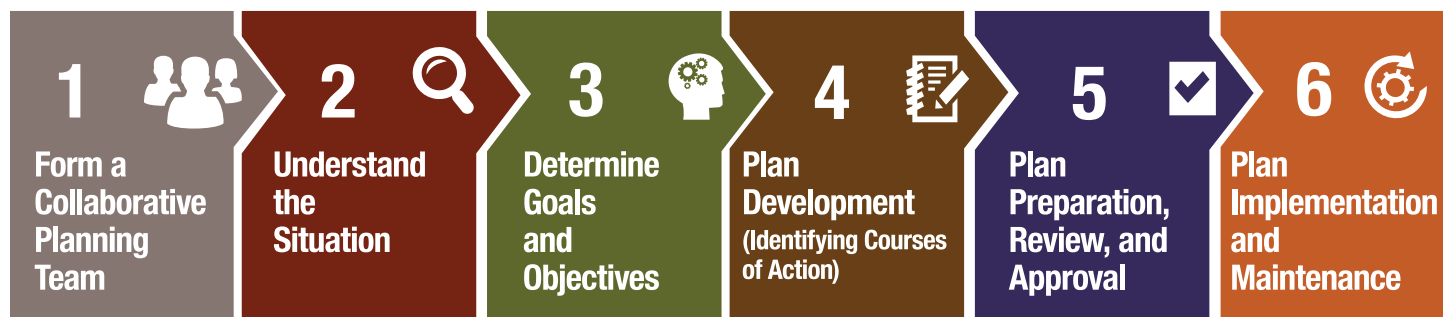 1
Form a
Collaborative
Planning
Team
2
Understand
the
Situation
3
Determine
Goals
and
Objectives
4
Plan
Development
(Identifying Courses
of Action)
5
Plan
Preparation,
Review, and
Approval
6
Plan
Implementation
and
Maintenance